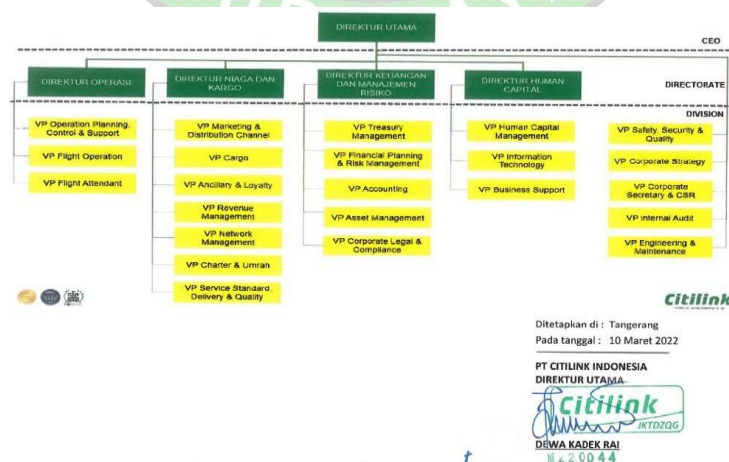 DIREKTUR UTAMA
CEO
DIREKTUR OPERASI
DIREKTUR NIAGA DAN
KARGO
DIREKTUR KEUANGAN
DAN MANAJEMEN
RISIKO
DIREKTUR HUMAN
CAPITAL
DIRECTORATE
DIVISION
VP Operation Planning,
Control & Support
VP Flight Operation
VP Flight Attendant
VP Marketing &
Distribution Channel
VP Cargo
VP Ancillary & Loyalty
VP Revenue
Management
VP Network
Management
VP Charter & Umrah
VP Service Standard,
Delivery & Quality
VP Treasury
Management
VP Financial Planning
& Risk Management
VP Accounting
VP Asset Management
VP Corporate Legal &
Compliance
VP Human Capital
Management
VP Information
Technology
VP Business Support
VP Safety, Security &
Quality
VP Corporate Strategy
VP Corporate
Secretary & CSR
VP Internal Audit
VP Engineering &
Maintenance
Citilink
Ditetapkan di : Tangerang
Pada tanggal : 10 Maret 2022
PT CITILINK INDONESIA
DIREKTUR UTAMA
Citilink
JKTDZQG
DEWA KADEK RAI
220044